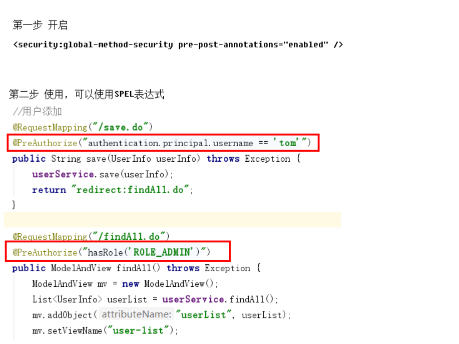 第一步 开启
<security:global-method-security pre-post-annotations="enabled" />
第二步 使用，可以使用SPEL表达式
//用户添加
@RequestMapping("/save.do")
@PreAuthorize("authentication.principal.username == 'tom'")
public String save(UserInfo userInfo) throws Exception {
userService.save(userInfo);
return "redirect:findAll.do";
}
@RequestMapping("/findAll.do")
@PreAuthorize("hasRole('ROLE_ADMIN')")
public ModelAndView findAll() throws Exception {
ModelAndView mv = new ModelAndView();
List<UserInfo> userList = userService.findAll();
mv.addObject( attributeName: "userList", userList);
mv.setViewName("user-list");